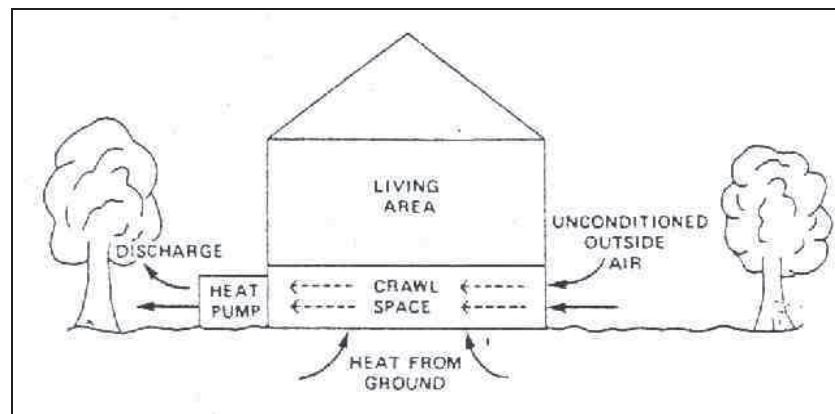 LIVING
AREA
UNCONDITIONED
OUTSIDE
AIR
DISCHARGE
HEAT
PUMP
CRAWL
SPACE
HEAT FROM
GROUND